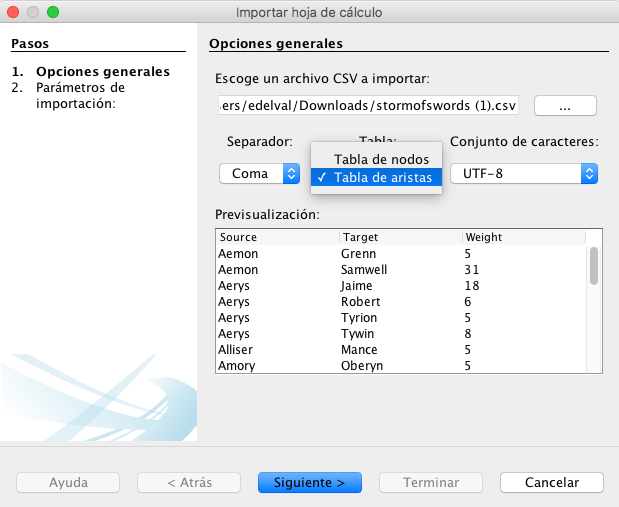 Importar hoja de cálculo
Pasos
1. Opciones generales
2. Parámetros de
importación:
Opciones generales
Escoge un archivo CSV a importar:
ers/edelval/Downloads/stormofswords (1).csv
...
Separador: Tabla: Conjunto de caracteres:
Coma
Tabla de nodos
✓ Tabla de aristas
UTF-8
Previsualización:
Source Target Weight
Aemon Grenn 5
Aemon Samwell 31
Aerys Jaime 18
Aerys Robert 6
Aerys Tyrion 5
Aerys Tywin 8
Alliser Mance 5
Amory Oberyn 5
Ayuda < Atrás Siguiente > Terminar Cancelar